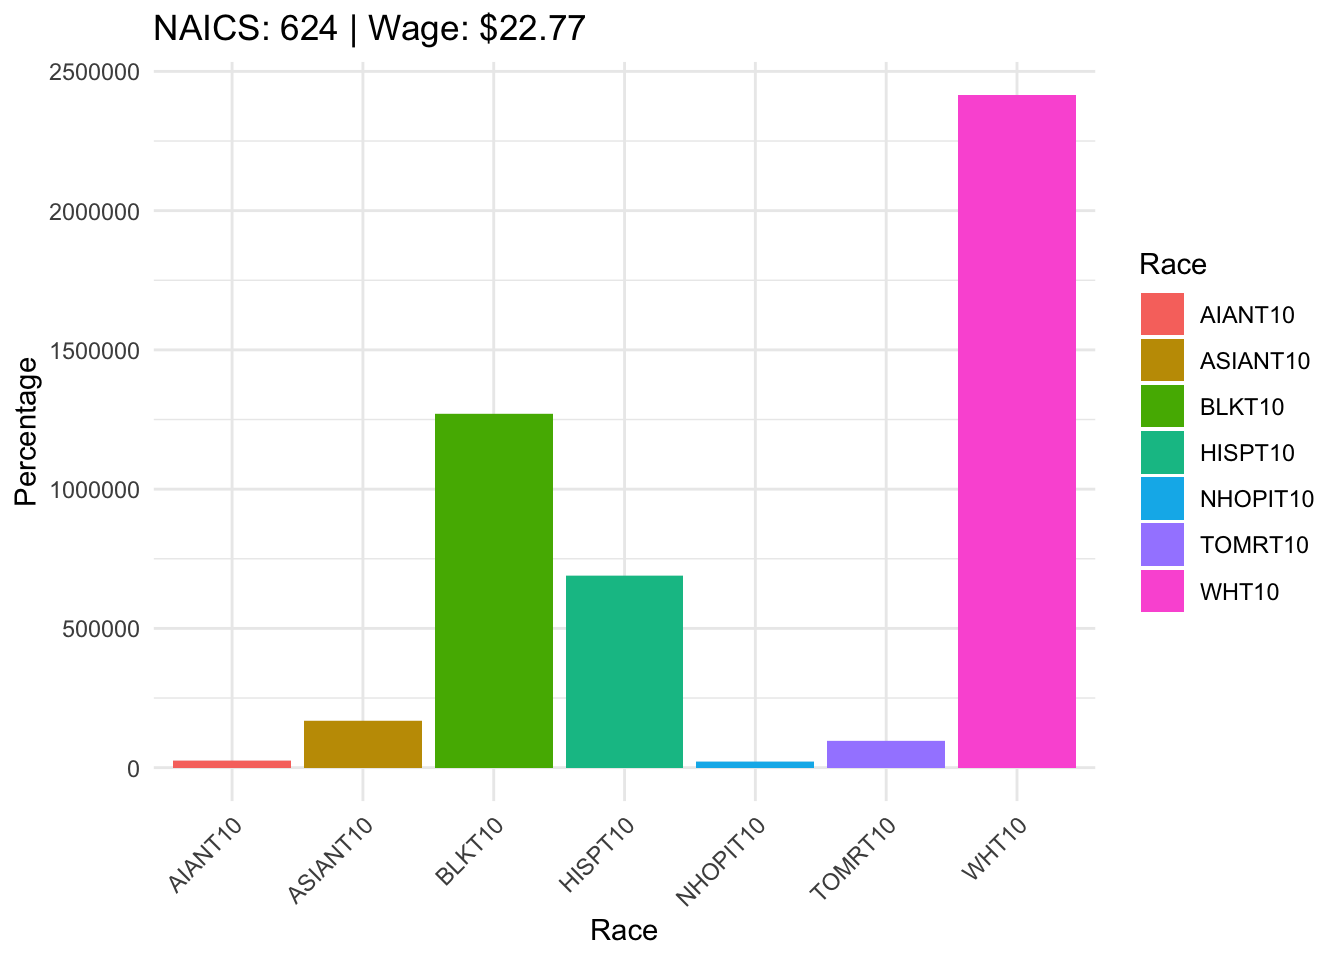 NAICS: 624 | Wage: $22.77
2500000
2000000
1500000
1000000
500000
0
Percentage
AIANT10
ASIANT10
BLKT10
HISPT10
NHOPIT10
TOMRT10
WHT10
Race
Race
AIANT10
ASIANT10
BLKT10
HISPT10
NHOPIT10
TOMRT10
WHT10